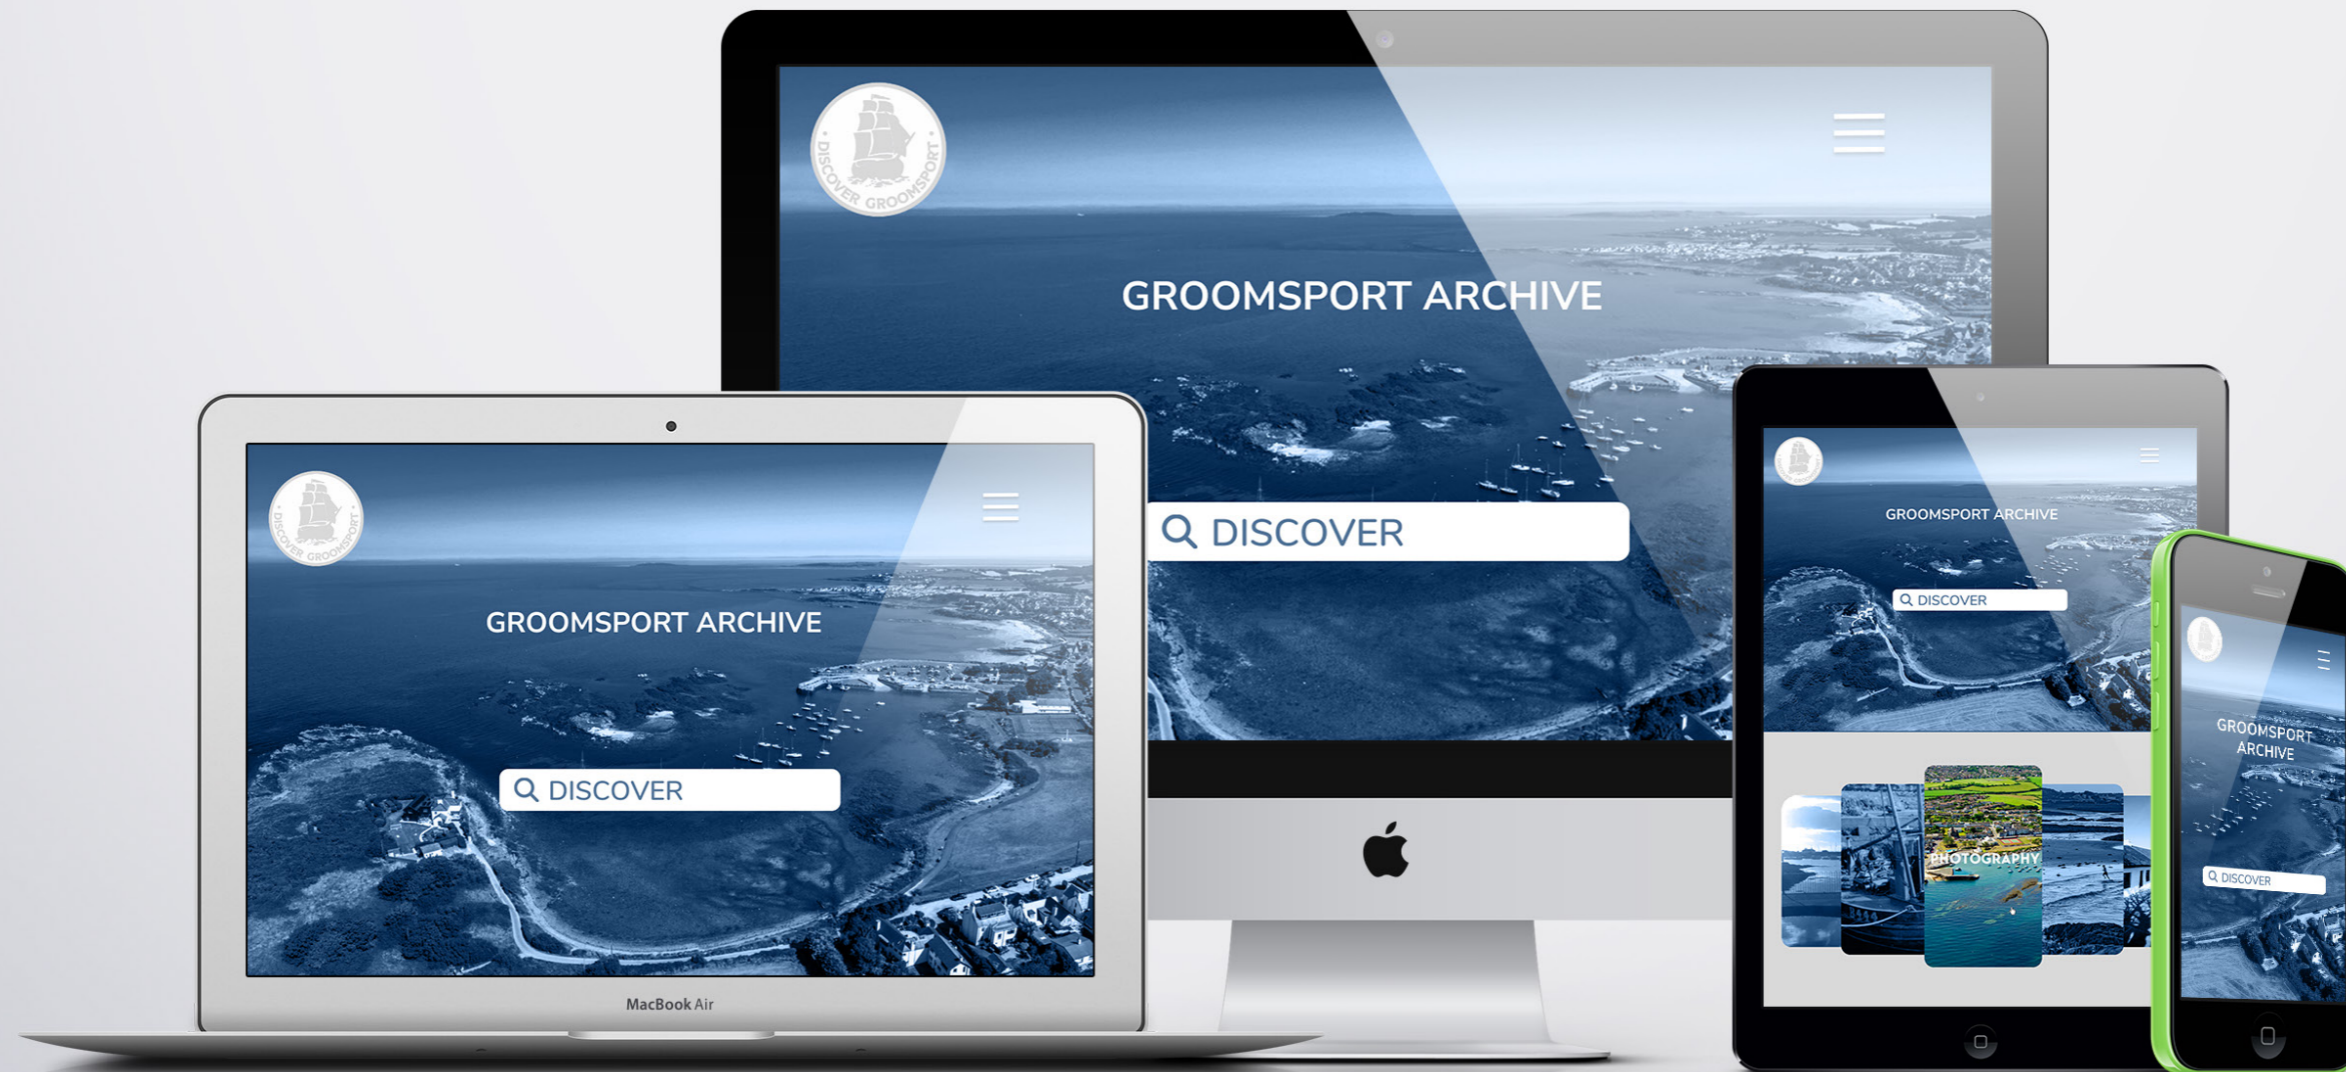 DISCOVER GROOMSPORT
GROOMSPORT ARCHIVE
DISCOVER
DISCOVER GROOMSPORT
GROOMSPORT ARCHIVE
DISCOVER
MacBook Air
GROOMSPORT ARCHIVE
DISCOVER
PHOTOGRAPHY
GROOMSPORT
ARCHIVE
DISCOVER